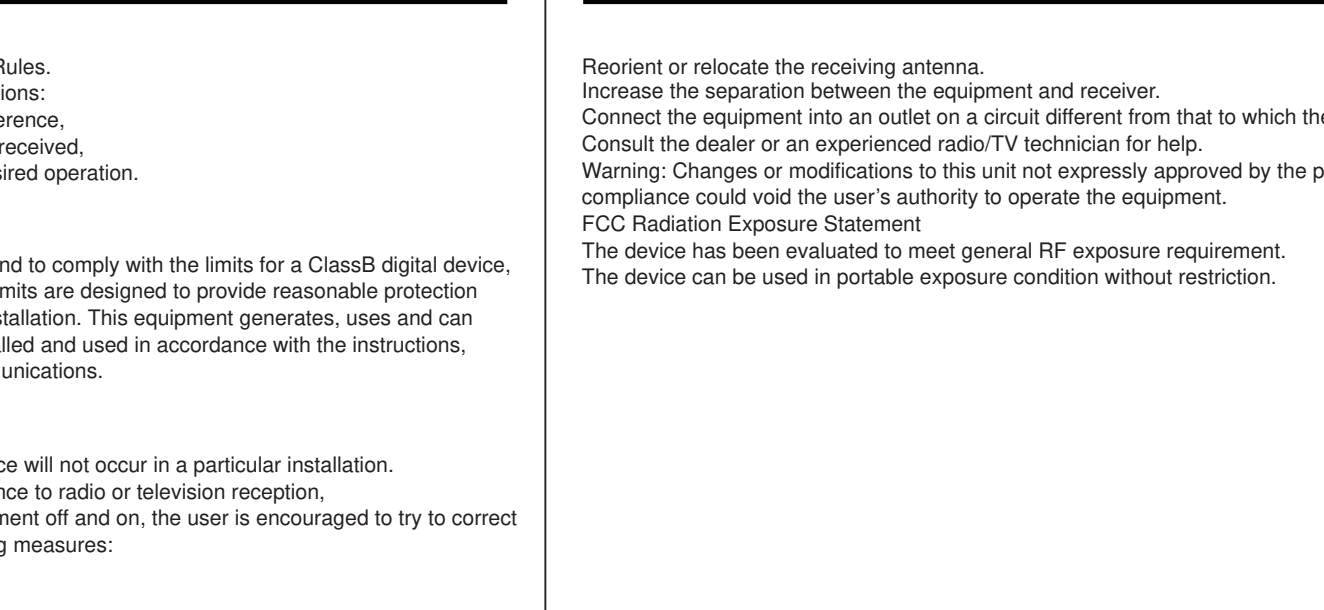 Rules.
ions:
erence,
received,
sired operation.
nd to comply with the limits for a ClassB digital device,
mits are designed to provide reasonable protection
stallation. This equipment generates, uses and can
lled and used in accordance with the instructions,
unications.
ce will not occur in a particular installation.
nce to radio or television reception,
ment off and on, the user is encouraged to try to correct
g measures:
Reorient or relocate the receiving antenna.
Increase the separation between the equipment and receiver.
Connect the equipment into an outlet on a circuit different from that to which the
Consult the dealer or an experienced radio/TV technician for help.
Warning: Changes or modifications to this unit not expressly approved by the p
compliance could void the user’s authority to operate the equipment.
FCC Radiation Exposure Statement
The device has been evaluated to meet general RF exposure requirement.
The device can be used in portable exposure condition without restriction.